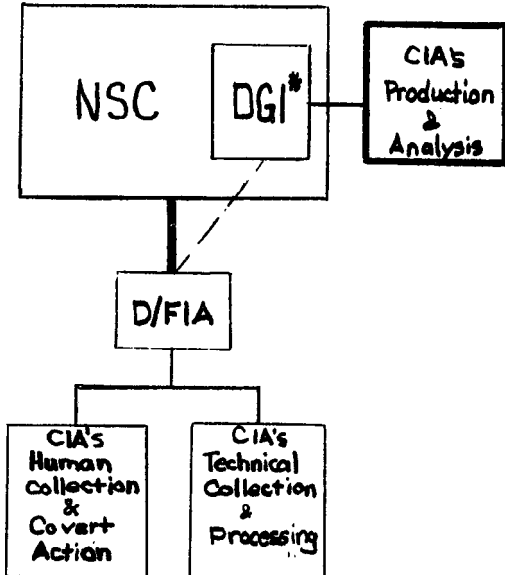 NSC
DGI*
CIA's
Production
&
Analysis
D/FIA
CIA's
Human
collection
&
Covert
Action
CIA's
Technical
Collection
&
Processing